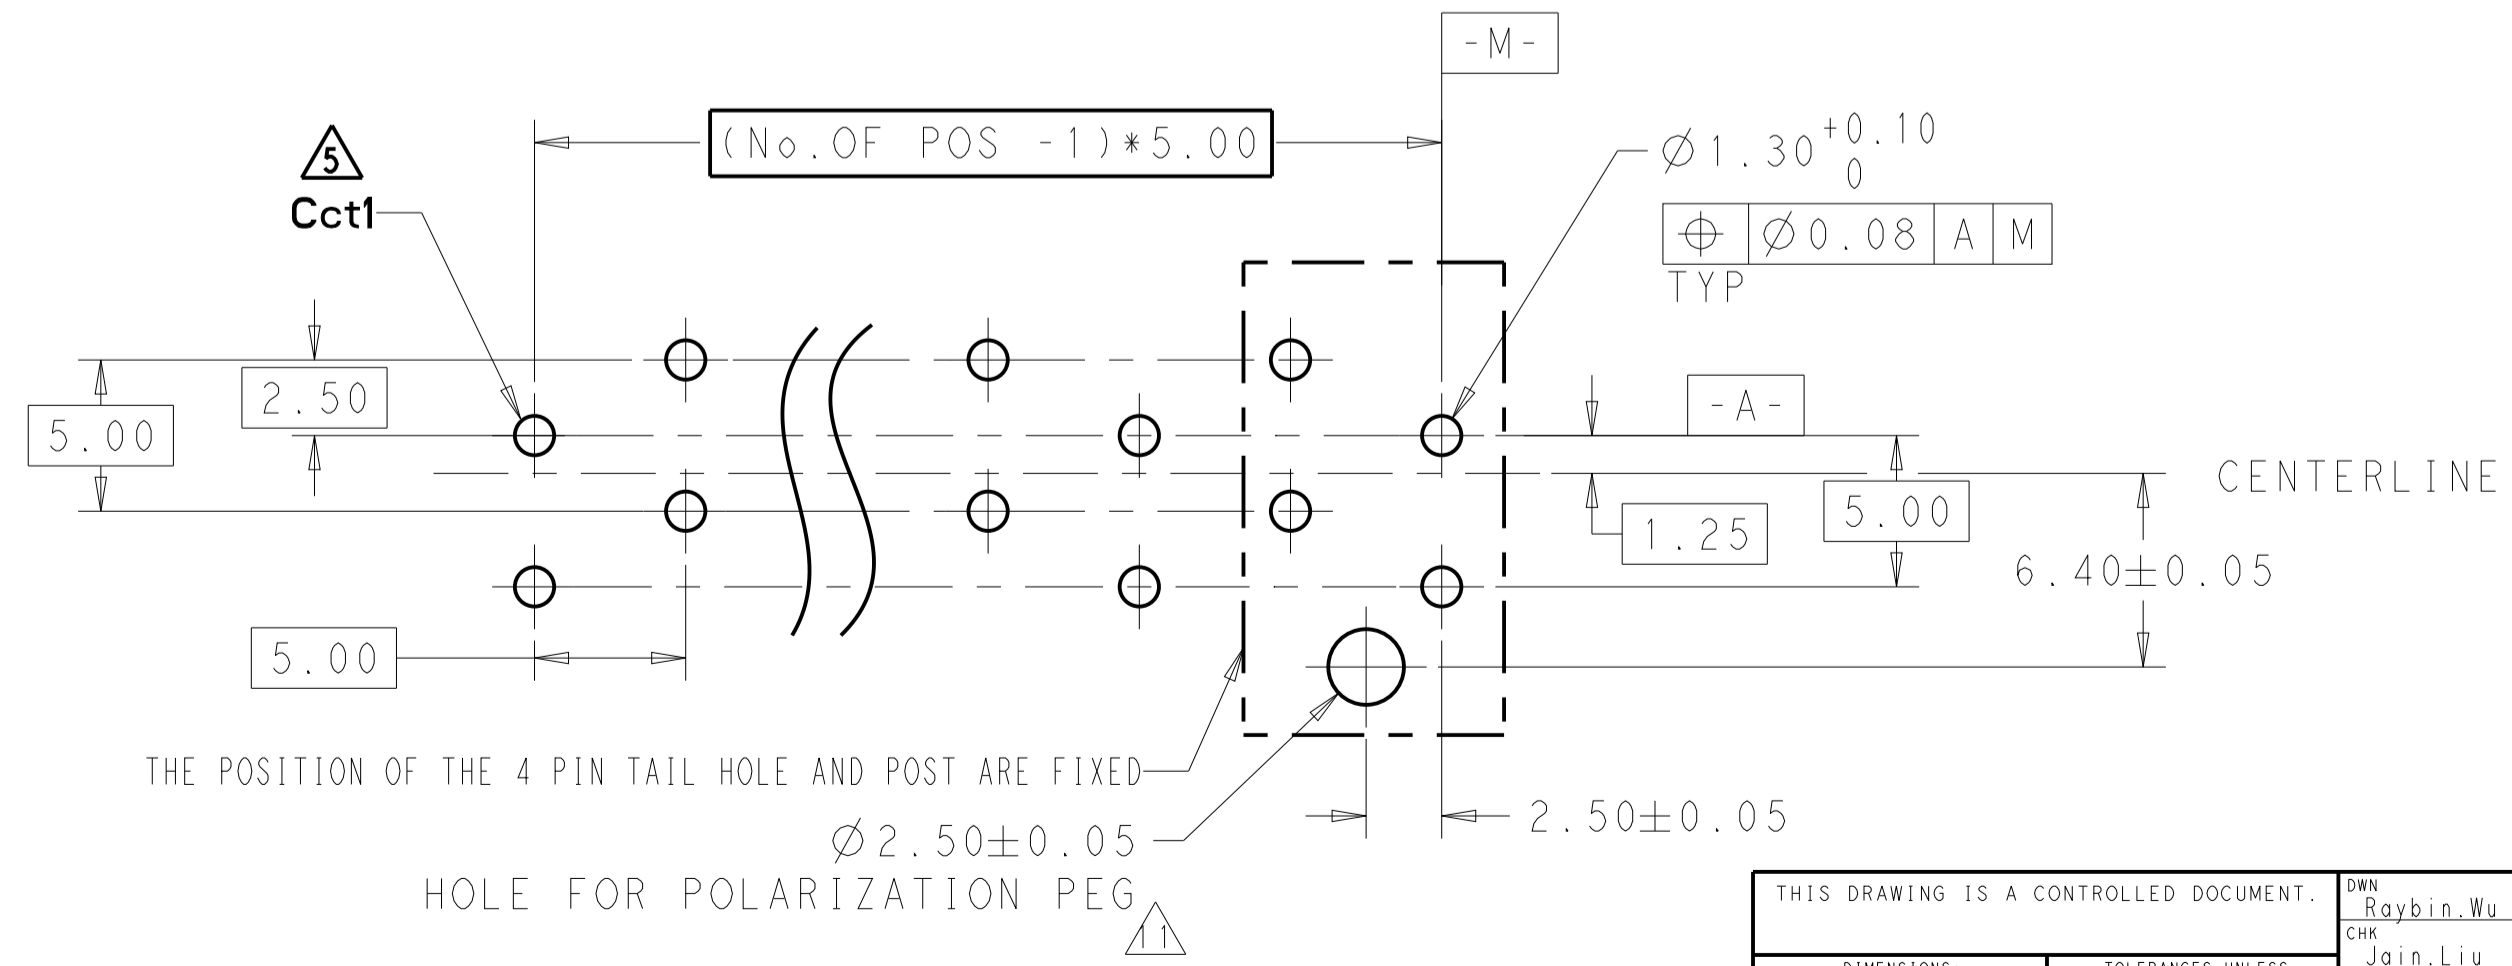 -M-
(No.OF POS -1)*5.00
5
Cct1
Ø1.30 +0.10 0
⌖ Ø0.08 A M
TYP
2.50
5.00
-A-
CENTERLINE
5.00
1.25
6.40±0.05
5.00
THE POSITION OF THE 4 PIN TAIL HOLE AND POST ARE FIXED
2.50±0.05
Ø2.50±0.05
HOLE FOR POLARIZATION PEG
11
THIS DRAWING IS A CONTROLLED DOCUMENT.
DWN
Raybin.Wu
CHK
Jain.Liu
DIMENSIONS
TOLERANCES UNLESS